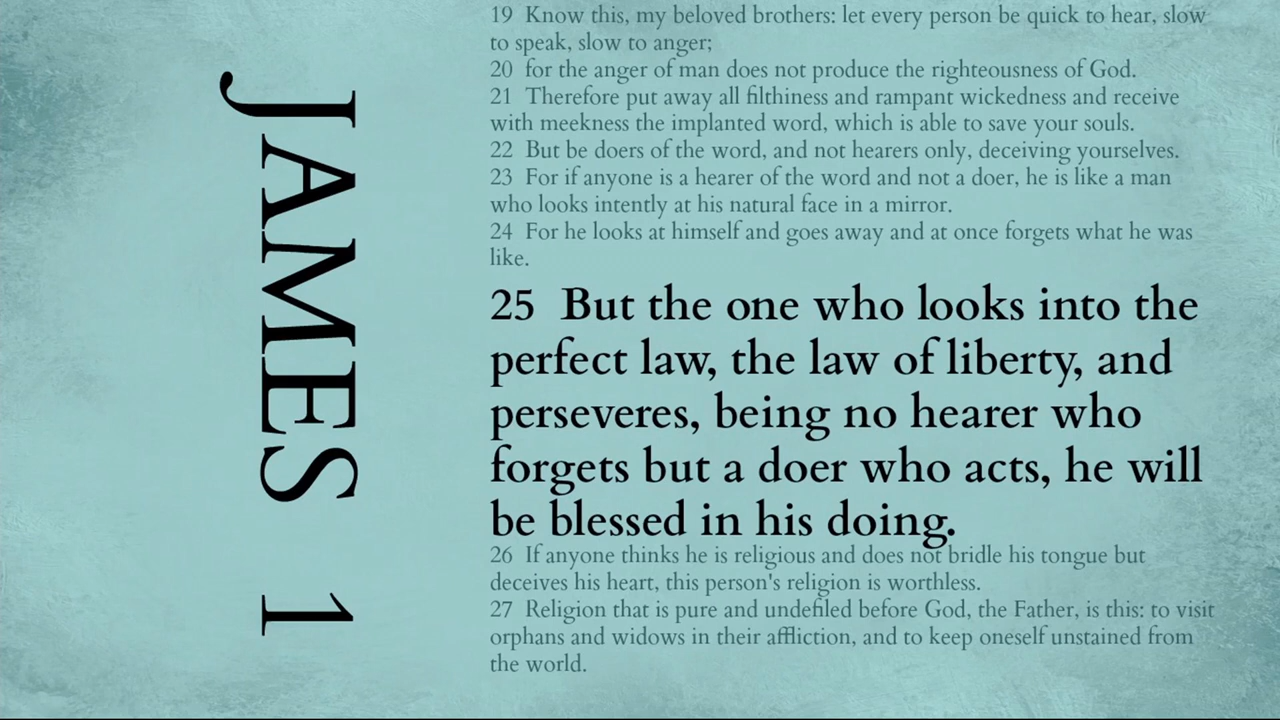 JAMES 1
19 Know this, my beloved brothers: let every person be quick to hear, slow
to speak, slow to anger;
20 for the anger of man does not produce the righteousness of God.
21 Therefore put away all filthiness and rampant wickedness and receive
with meekness the implanted word, which is able to save your souls.
22 But be doers of the word, and not hearers only, deceiving yourselves.
23 For if anyone is a hearer of the word and not a doer, he is like a man
who looks intently at his natural face in a mirror.
24 For he looks at himself and goes away and at once forgets what he was
like.
25 But the one who looks into the
perfect law, the law of liberty, and
perseveres, being no hearer who
forgets but a doer who acts, he will
be blessed in his doing.
26 If anyone thinks he is religious and does not bridle his tongue but
deceives his heart, this person's religion is worthless.
27 Religion that is pure and undefiled before God, the Father, is this: to visit
orphans and widows in their affliction, and to keep oneself unstained from
the world.